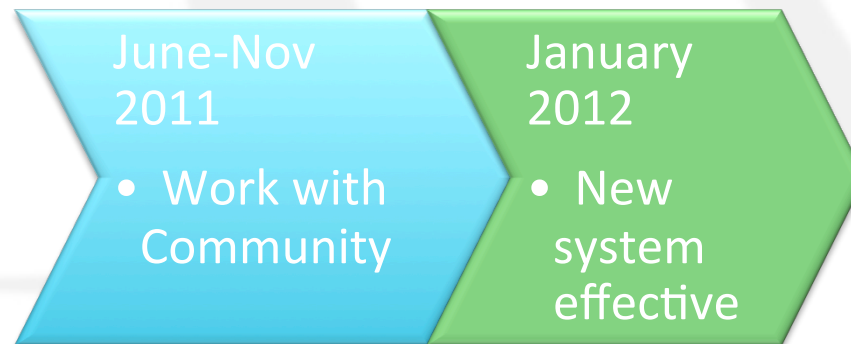 June-Nov
2011
• Work with
Community
January
2012
• New
system
effective